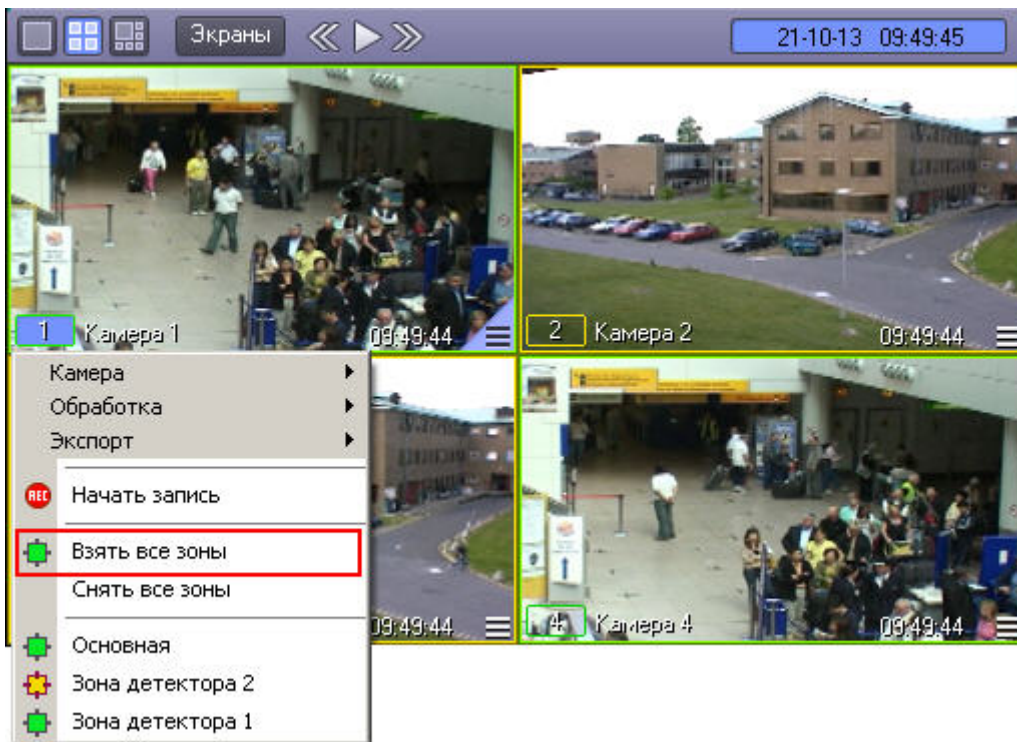 Экраны
21-10-13 09:49:45
1 Камера 1 09:49:44
2 Камера 2 09:49:44
Камера
Обработка
Экспорт
REC Начать запись
Взять все зоны
Снять все зоны
Основная
Зона детектора 2
Зона детектора 1
09:49:44
4 Камера 4 09:49:44